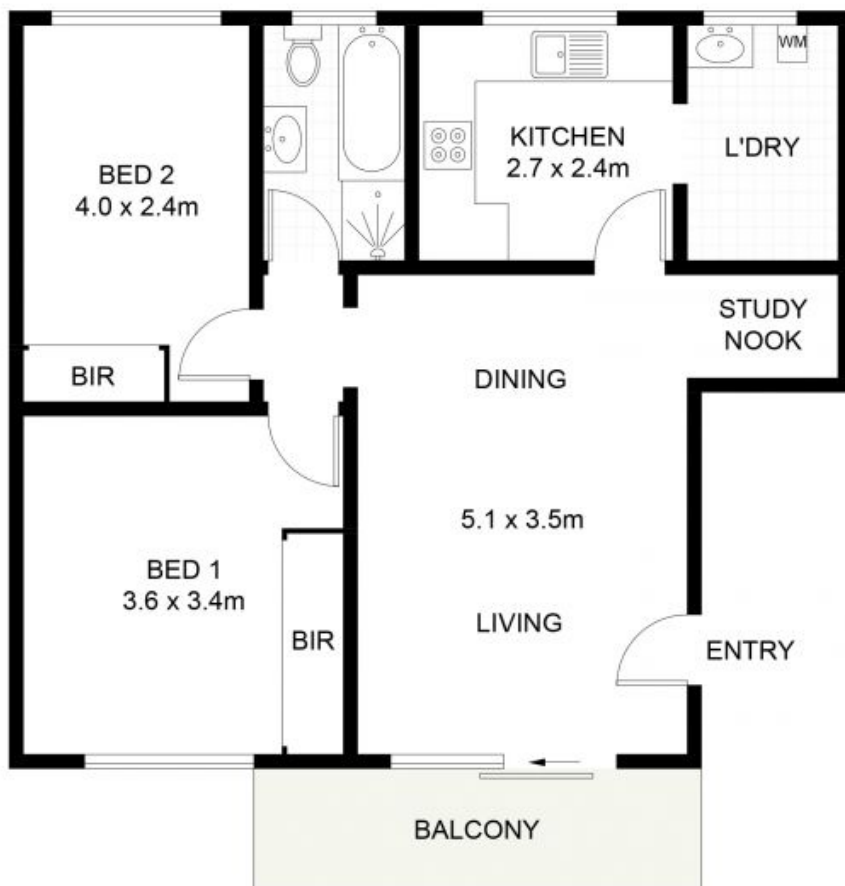 WM
KITCHEN
2.7 x 2.4m
L'DRY
BED 2
4.0 x 2.4m
STUDY
NOOK
BIR
DINING
5.1 x 3.5m
BED 1
3.6 x 3.4m
BIR
LIVING
ENTRY
BALCONY